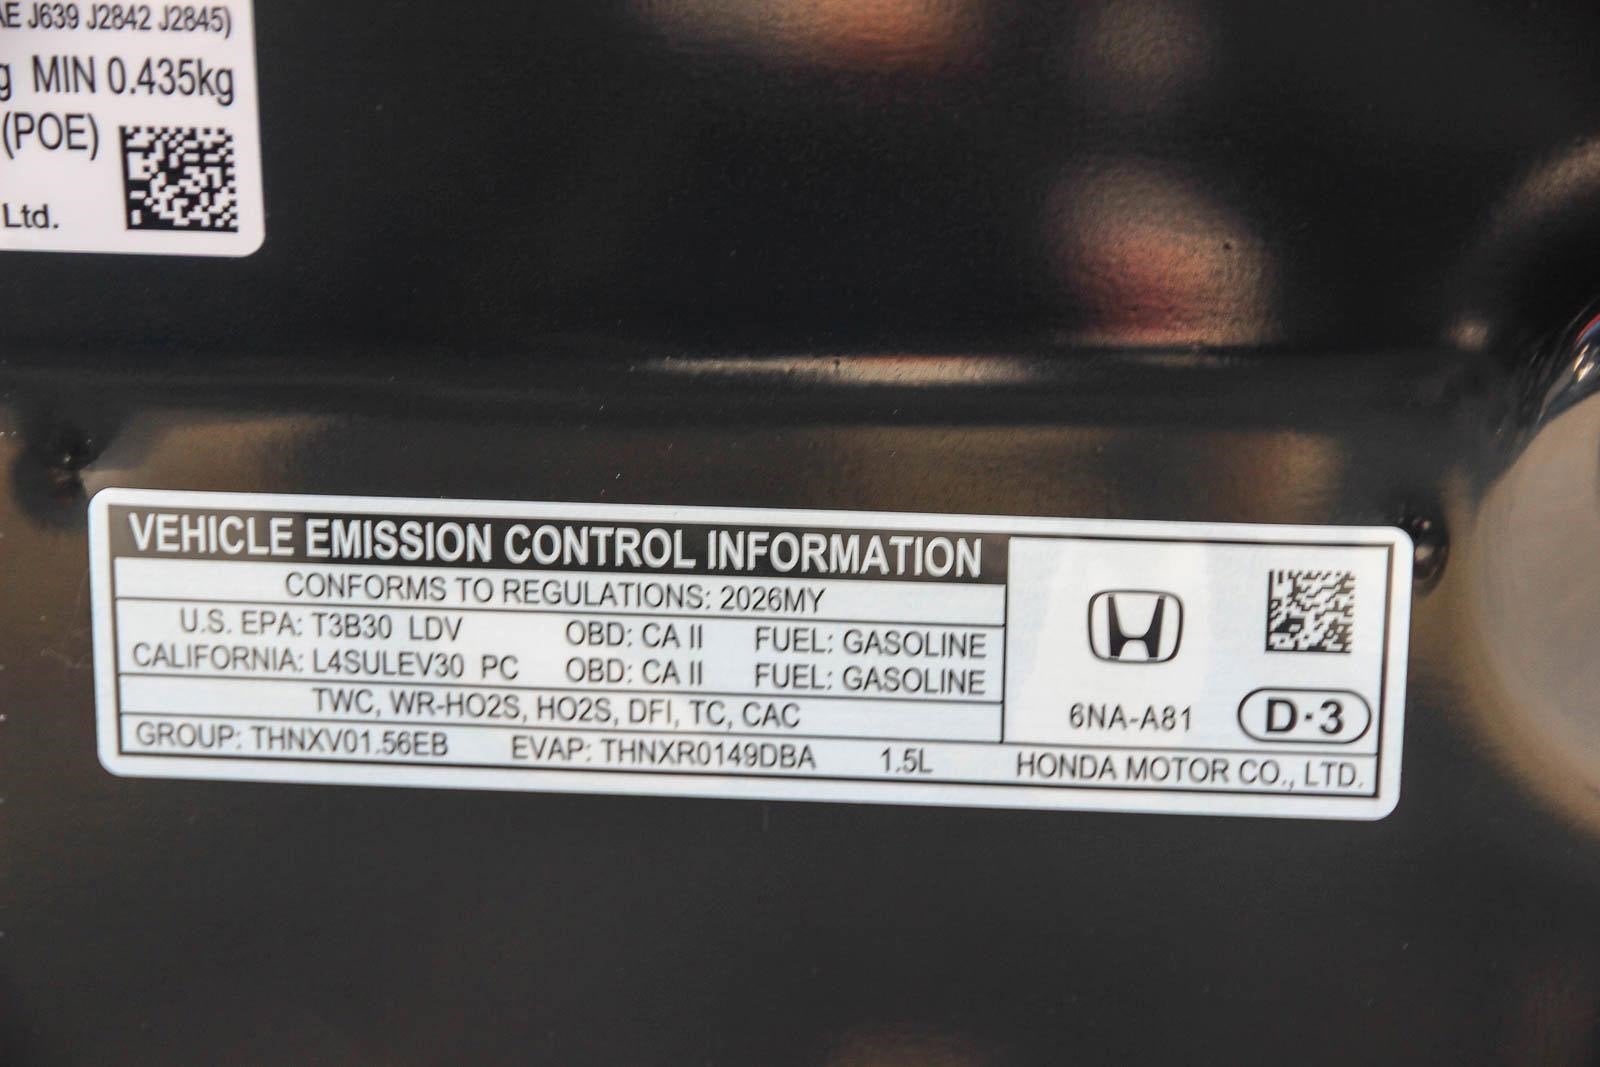 J639 J2842 J2845)
MIN 0.435kg
(POE)
Ltd.
VEHICLE EMISSION CONTROL INFORMATION
CONFORMS TO REGULATIONS: 2026MY
U.S. EPA: T3B30 LDV OBD: CA II FUEL: GASOLINE
CALIFORNIA: L4SULEV30 PC OBD: CA II FUEL: GASOLINE
TWC, WR-HO2S, HO2S, DFI, TC, CAC
6NA-A81 D·3
GROUP: THNXV01.56EB EVAP: THNXR0149DBA 1.5L HONDA MOTOR CO., LTD.